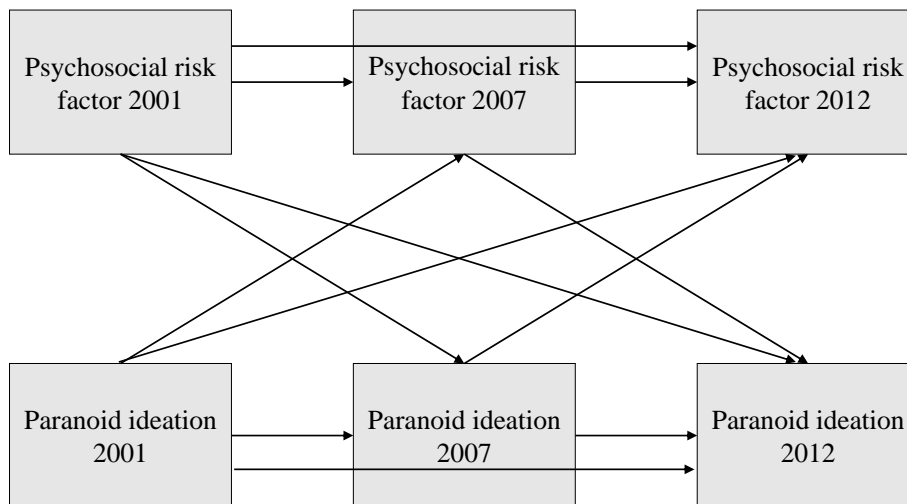 Psychosocial risk
factor 2001
Psychosocial risk
factor 2007
Psychosocial risk
factor 2012
Paranoid ideation
2001
Paranoid ideation
2007
Paranoid ideation
2012